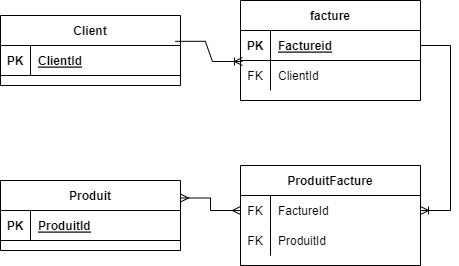 Client
PK ClientId
facture
PK Factureid
FK ClientId
Produit
PK ProduitId
ProduitFacture
FK FactureId
FK ProduitId